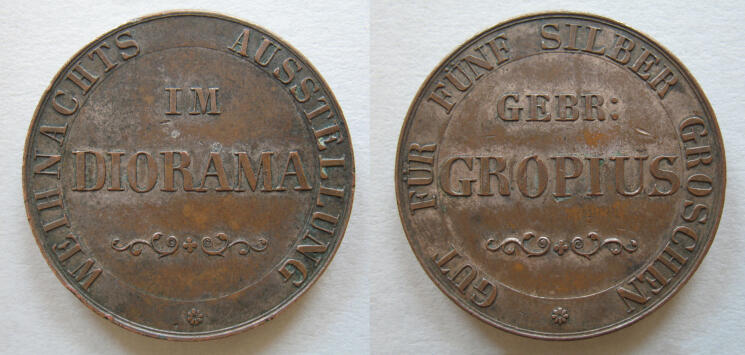 WEIHNACHTS AUSSTELLUNG
IM
DIORAMA
GUT FÜR FÜNF SILBER GROSCHEN
GEBR:
GROPIUS